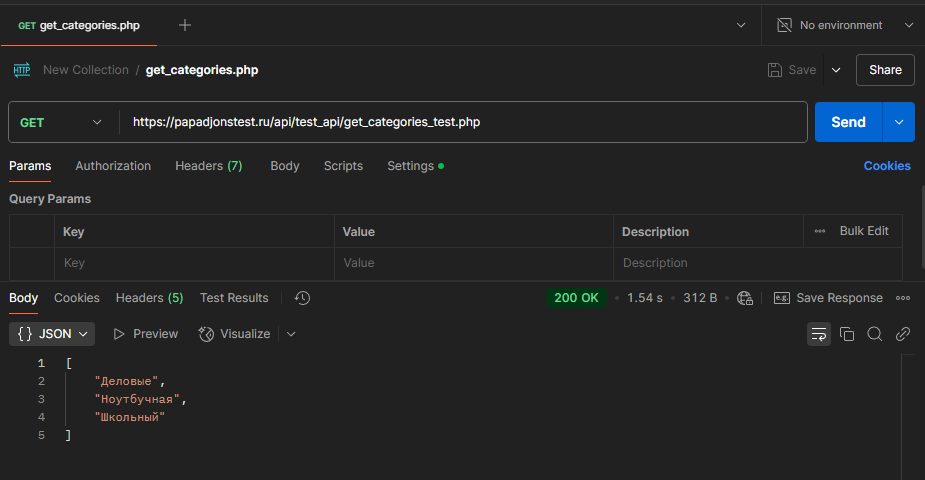 GET get_categories.php
No environment
HTTP New Collection / get_categories.php Save Share
GET https://papadjonstest.ru/api/test_api/get_categories_test.php Send
Params Authorization Headers (7) Body Scripts Settings Cookies
Query Params
Key Value Description Bulk Edit
Key Value Description
Body Cookies Headers (5) Test Results 200 OK 1.54 s 312 B e.g. Save Response
{} JSON Preview Visualize
1 [
2 "Деловые",
3 "Ноутбучная",
4 "Школьный"
5 ]